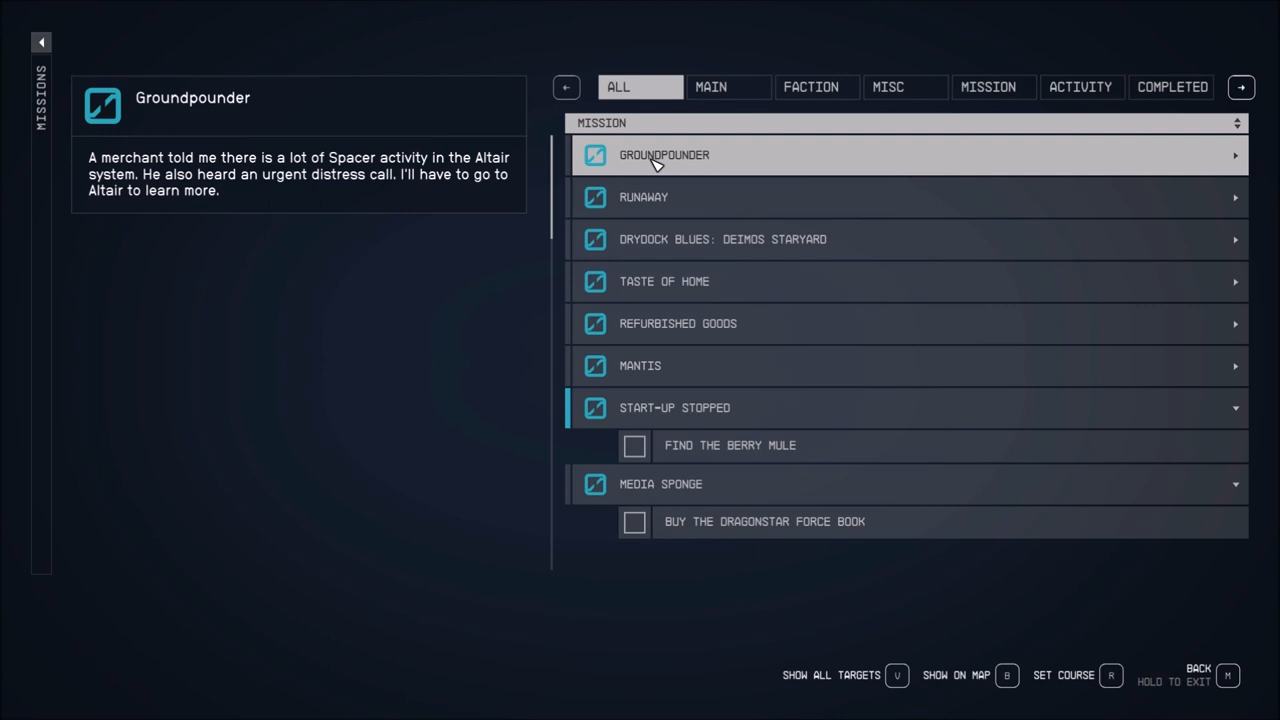 MISSIONS
Groundpounder
A merchant told me there is a lot of Spacer activity in the Altair
system. He also heard an urgent distress call. I'll have to go to
Altair to learn more.
ALL MAIN FACTION MISC MISSION ACTIVITY COMPLETED
MISSION
GROUNDPOUNDER
RUNAWAY
DRYDOCK BLUES: DEIMOS STARYARD
TASTE OF HOME
REFURBISHED GOODS
MANTIS
START-UP STOPPED
FIND THE BERRY MULE
MEDIA SPONGE
BUY THE DRAGONSTAR FORCE BOOK
SHOW ALL TARGETS V SHOW ON MAP B SET COURSE R BACK M
HOLD TO EXIT